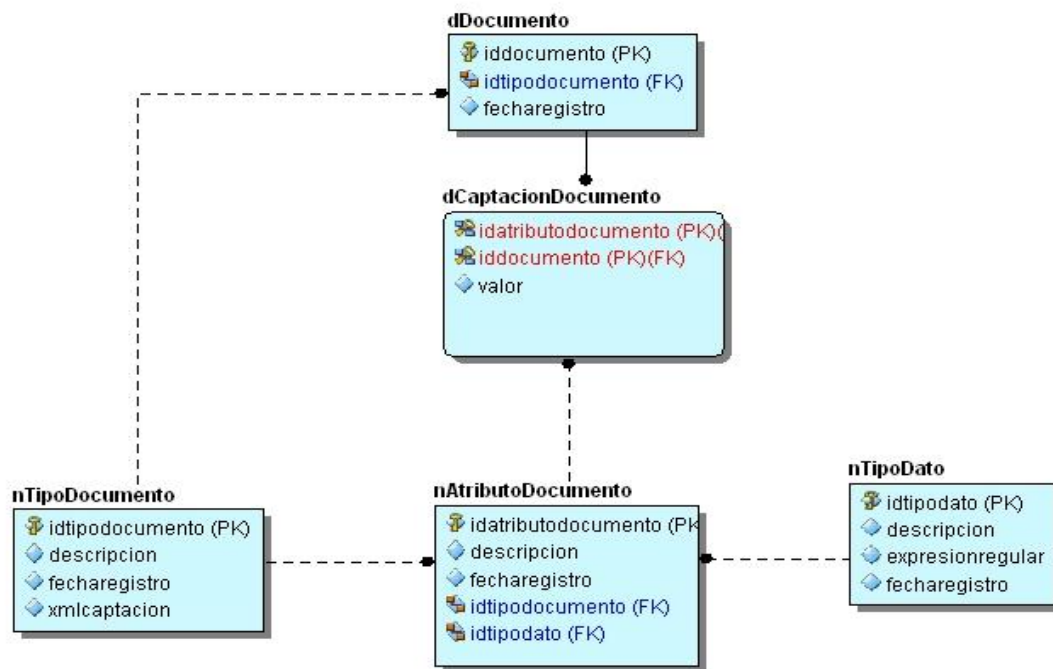 dDocumento
iddocumento (PK)
idtipodocumento (FK)
fecharegistro
dCaptacionDocumento
idatributodocumento (PK)(
iddocumento (PK)(FK)
valor
nTipoDocumento
idtipodocumento (PK)
descripcion
fecharegistro
xmlcaptacion
nAtributoDocumento
idatributodocumento (PK
descripcion
fecharegistro
idtipodocumento (FK)
idtipodato (FK)
nTipoDato
idtipodato (PK)
descripcion
expresionregular
fecharegistro